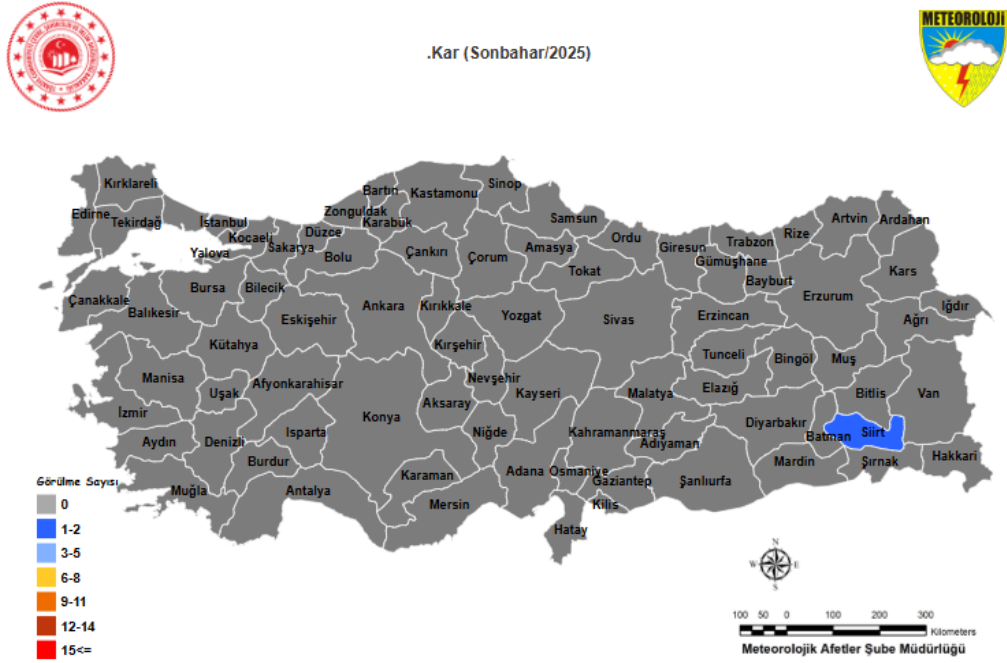 METEOROLOJİ
.Kar (Sonbahar/2025)
Kırklareli
Edirne
Tekirdağ
İstanbul
Kocaeli
Yalova
Sakarya
Düzce
Zonguldak
Bartın
Karabük
Kastamonu
Sinop
Samsun
Ordu
Giresun
Trabzon
Rize
Artvin
Ardahan
Gümüşhane
Bayburt
Kars
Iğdır
Ağrı
Erzurum
Erzincan
Bolu
Çankırı
Çorum
Amasya
Tokat
Çanakkale
Balıkesir
Bursa
Bilecik
Eskişehir
Ankara
Kırıkkale
Yozgat
Sivas
Kütahya
Kırşehir
Tunceli
Bingöl
Muş
Manisa
Uşak
Afyonkarahisar
Nevşehir
Kayseri
Malatya
Elazığ
Bitlis
Van
İzmir
Konya
Aksaray
Niğde
Kahramanmaraş
Adıyaman
Diyarbakır
Batman
Siirt
Aydın
Denizli
Isparta
Burdur
Karaman
Adana
Osmaniye
Gaziantep
Şanlıurfa
Mardin
Şırnak
Hakkari
Muğla
Antalya
Mersin
Kilis
Hatay
Görülme Sayısı
0
1-2
3-5
6-8
9-11
12-14
15<=
N
W E
S
100 50 0 100 200 300
Kilometers
Meteorolojik Afetler Şube Müdürlüğü